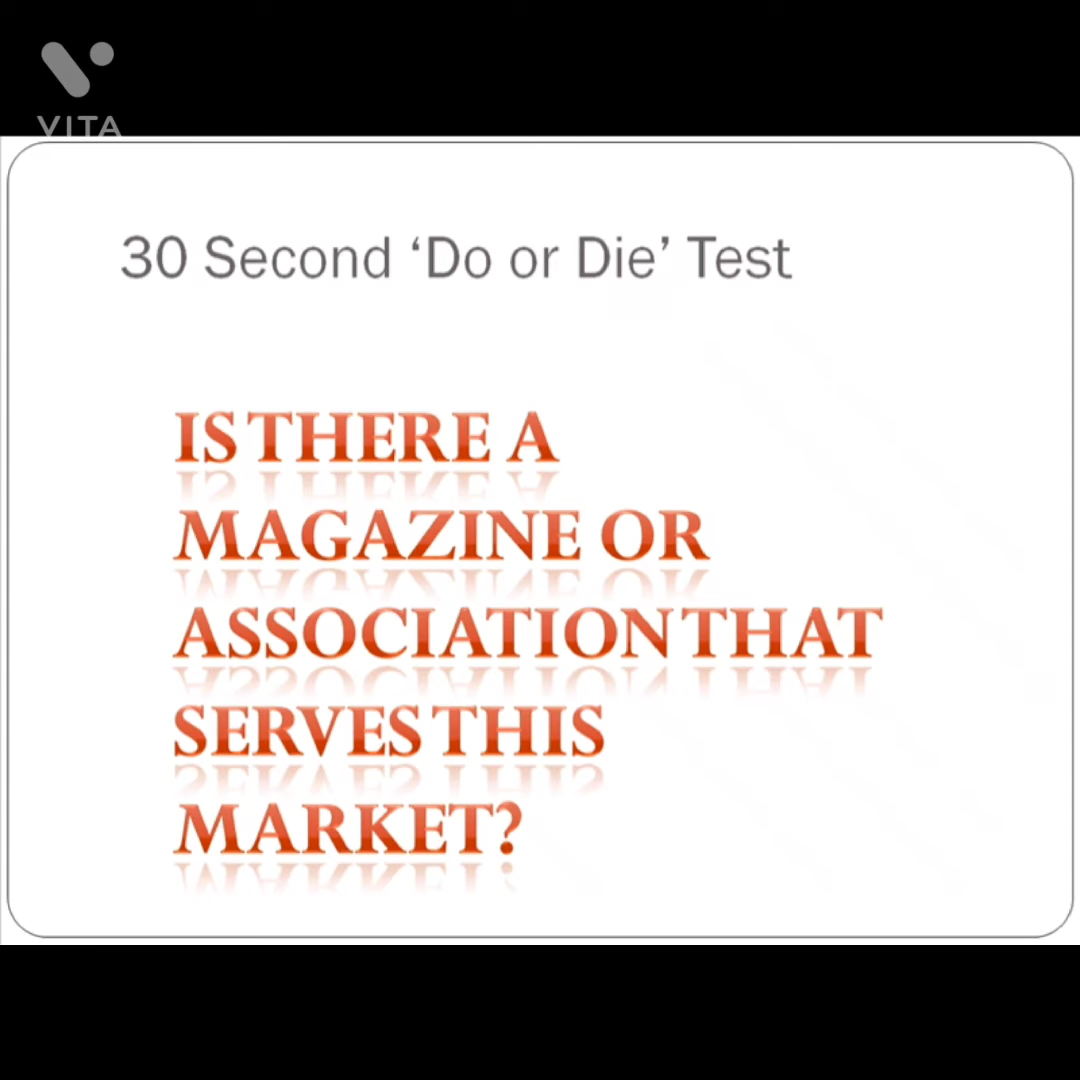 VITA
30 Second ‘Do or Die’ Test
IS THERE A
MAGAZINE OR
ASSOCIATION THAT
SERVES THIS
MARKET?